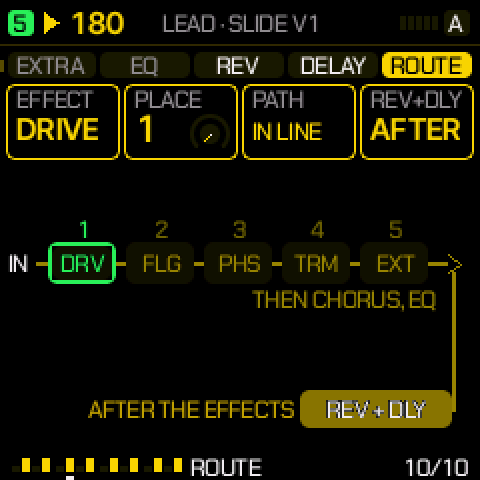 5 180 LEAD · SLIDE V1 A
EXTRA EQ REV DELAY ROUTE
EFFECT PLACE PATH REV+DLY
DRIVE 1 IN LINE AFTER
1 2 3 4 5
IN DRV FLG PHS TRM EXT
THEN CHORUS, EQ
AFTER THE EFFECTS REV + DLY
ROUTE 10/10